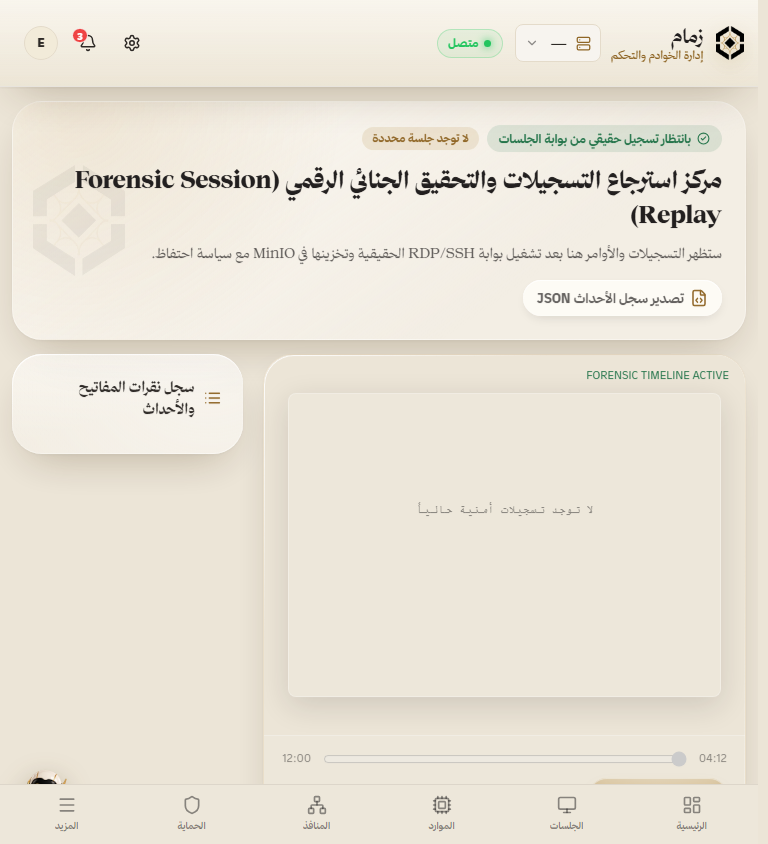 زمام
إدارة الخوادم والتحكم
—
متصل
3
E
بانتظار تسجيل حقيقي من بوابة الجلسات
لا توجد جلسة محددة
مركز استرجاع التسجيلات والتحقيق الجنائي الرقمي (Forensic Session
Replay)
ستظهر التسجيلات والأوامر هنا بعد تشغيل بوابة RDP/SSH الحقيقية وتخزينها في MinIO مع سياسة احتفاظ.
تصدير سجل الأحداث JSON
FORENSIC TIMELINE ACTIVE
لا توجد تسجيلات أمنية حالياً
04:12
12:00
سجل نقرات المفاتيح
والأحداث
الرئيسية
الجلسات
الموارد
المنافذ
الحماية
المزيد